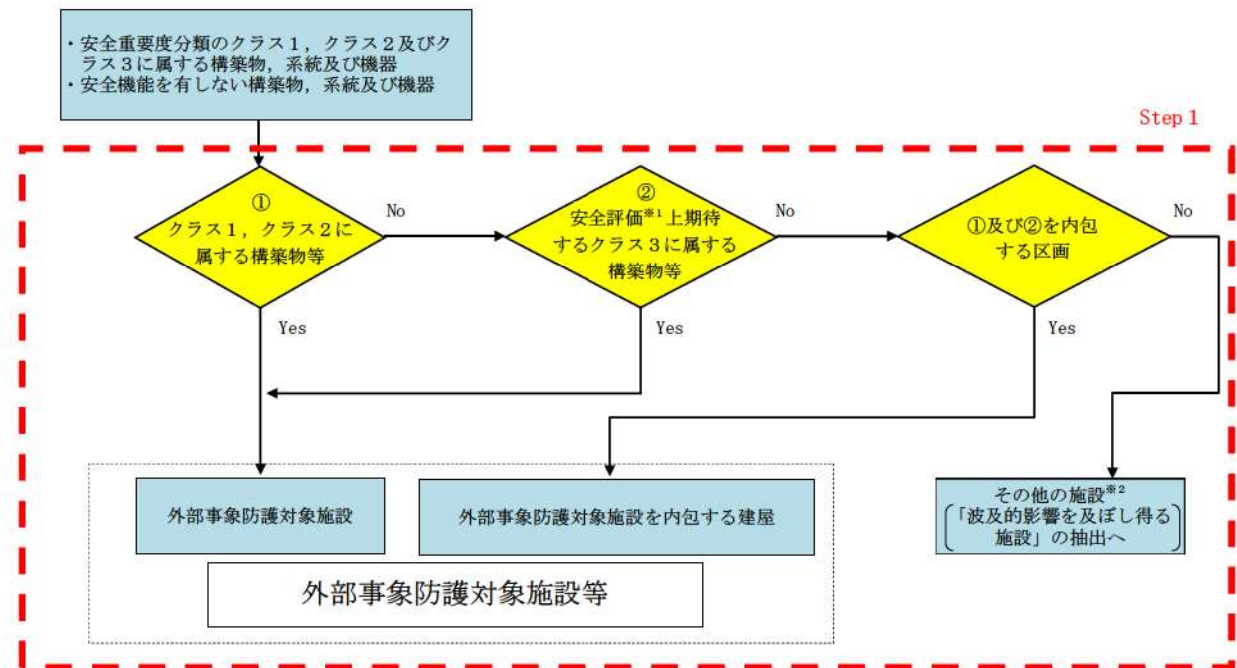 ・安全重要度分類のクラス１，クラス２及びク
ラス３に属する構築物，系統及び機器
・安全機能を有しない構築物，系統及び機器
Step 1
①
クラス１，クラス２に
属する構築物等
No
②
安全評価※1上期待
するクラス３に属する
構築物等
No
①及び②を内包
する区画
No
Yes
Yes
Yes
外部事象防護対象施設
外部事象防護対象施設を内包する建屋
その他の施設※2
「波及的影響を及ぼし得る
施設」の抽出へ
外部事象防護対象施設等